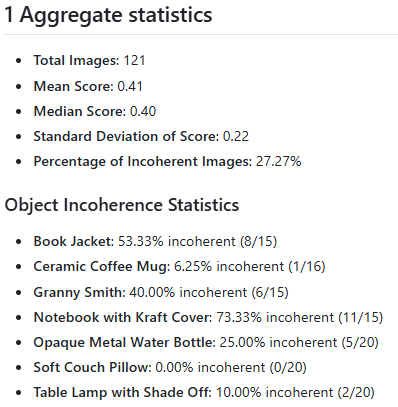 1 Aggregate statistics
• Total Images: 121
• Mean Score: 0.41
• Median Score: 0.40
• Standard Deviation of Score: 0.22
• Percentage of Incoherent Images: 27.27%
Object Incoherence Statistics
• Book Jacket: 53.33% incoherent (8/15)
• Ceramic Coffee Mug: 6.25% incoherent (1/16)
• Granny Smith: 40.00% incoherent (6/15)
• Notebook with Kraft Cover: 73.33% incoherent (11/15)
• Opaque Metal Water Bottle: 25.00% incoherent (5/20)
• Soft Couch Pillow: 0.00% incoherent (0/20)
• Table Lamp with Shade Off: 10.00% incoherent (2/20)